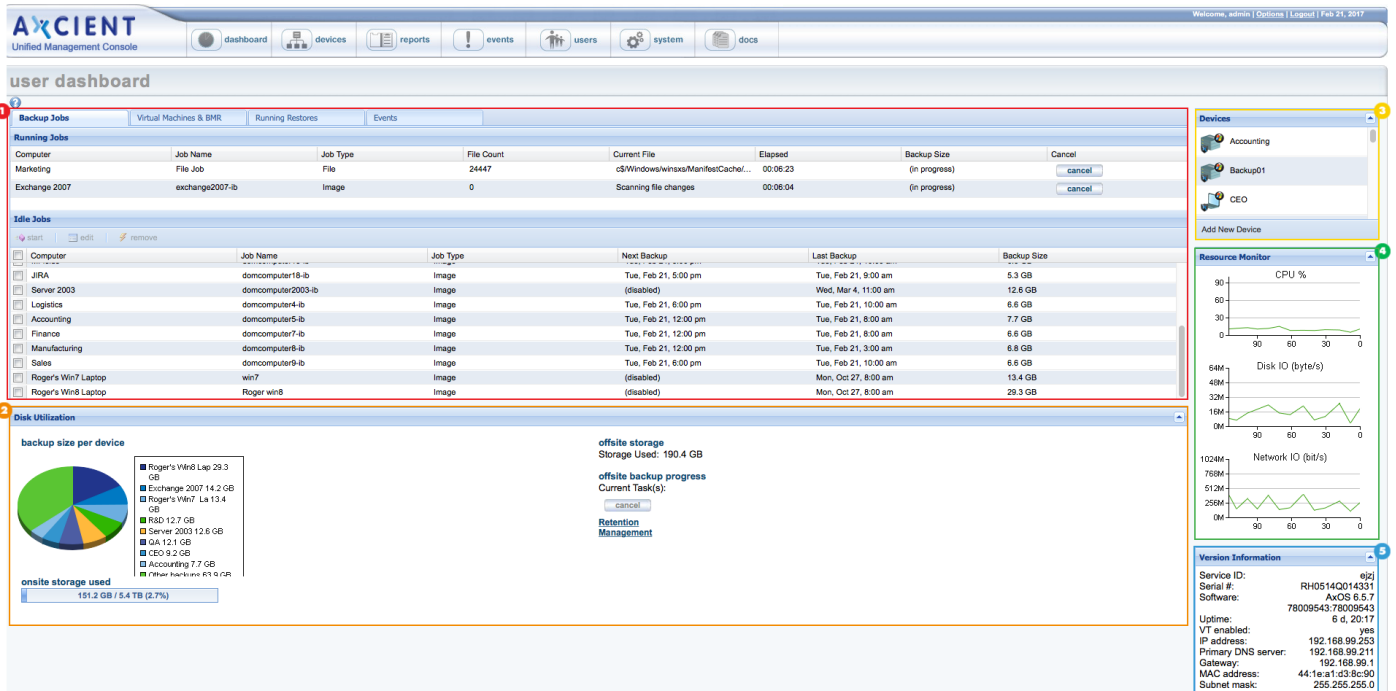 AXCIENT
Unified Management Console
Welcome, admin | Options | Logout | Feb 21, 2017
dashboard devices reports events users system docs
user dashboard
?
1
Backup Jobs Virtual Machines & BMR Running Restores Events
Running Jobs
Computer Job Name Job Type File Count Current File Elapsed Backup Size Cancel
Marketing File Job File 24447 c$/Windows/winsxs/ManifestCache/... 00:06:23 (in progress) cancel
Exchange 2007 exchange2007-ib Image 0 Scanning file changes 00:06:04 (in progress) cancel
Idle Jobs
start edit remove
Computer Job Name Job Type Next Backup Last Backup Backup Size
JIRA domcomputer18-ib Image Tue, Feb 21, 5:00 pm Tue, Feb 21, 9:00 am 5.3 GB
Server 2003 domcomputer2003-ib Image (disabled) Wed, Mar 4, 11:00 am 12.6 GB
Logistics domcomputer4-ib Image Tue, Feb 21, 6:00 pm Tue, Feb 21, 10:00 am 6.6 GB
Accounting domcomputer5-ib Image Tue, Feb 21, 12:00 pm Tue, Feb 21, 8:00 am 7.7 GB
Finance domcomputer7-ib Image Tue, Feb 21, 12:00 pm Tue, Feb 21, 8:00 am 6.6 GB
Manufacturing domcomputer8-ib Image Tue, Feb 21, 12:00 pm Tue, Feb 21, 3:00 am 6.8 GB
Sales domcomputer9-ib Image Tue, Feb 21, 6:00 pm Tue, Feb 21, 10:00 am 6.6 GB
Roger's Win7 Laptop win7 Image (disabled) Mon, Oct 27, 8:00 am 13.4 GB
Roger's Win8 Laptop Roger win8 Image (disabled) Mon, Oct 27, 8:00 am 29.3 GB
2
Disk Utilization
backup size per device
Roger's Win8 Lap 29.3
GB
Exchange 2007 14.2 GB
Roger's Win7 La 13.4
GB
R&D 12.7 GB
Server 2003 12.6 GB
QA 12.1 GB
CEO 9.2 GB
Accounting 7.7 GB
Other backups 63.9 GB
onsite storage used
151.2 GB / 5.4 TB (2.7%)
offsite storage
Storage Used: 190.4 GB
offsite backup progress
Current Task(s):
cancel
Retention
Management
3
Devices
Accounting
Backup01
CEO
Add New Device
4
Resource Monitor
CPU %
90
60
30
0
90 60 30 0
Disk IO (byte/s)
64M
48M
32M
16M
0M
90 60 30 0
Network IO (bit/s)
1024M
768M
512M
256M
0M
90 60 30 0
5
Version Information
Service ID: ejzj
Serial #: RH0514Q014331
Software: AxOS 6.5.7
78009543:78009543
Uptime: 6 d, 20:17
VT enabled: yes
IP address: 192.168.99.253
Primary DNS server: 192.168.99.211
Gateway: 192.168.99.1
MAC address: 44:1e:a1:d3:8c:90
Subnet mask: 255.255.255.0